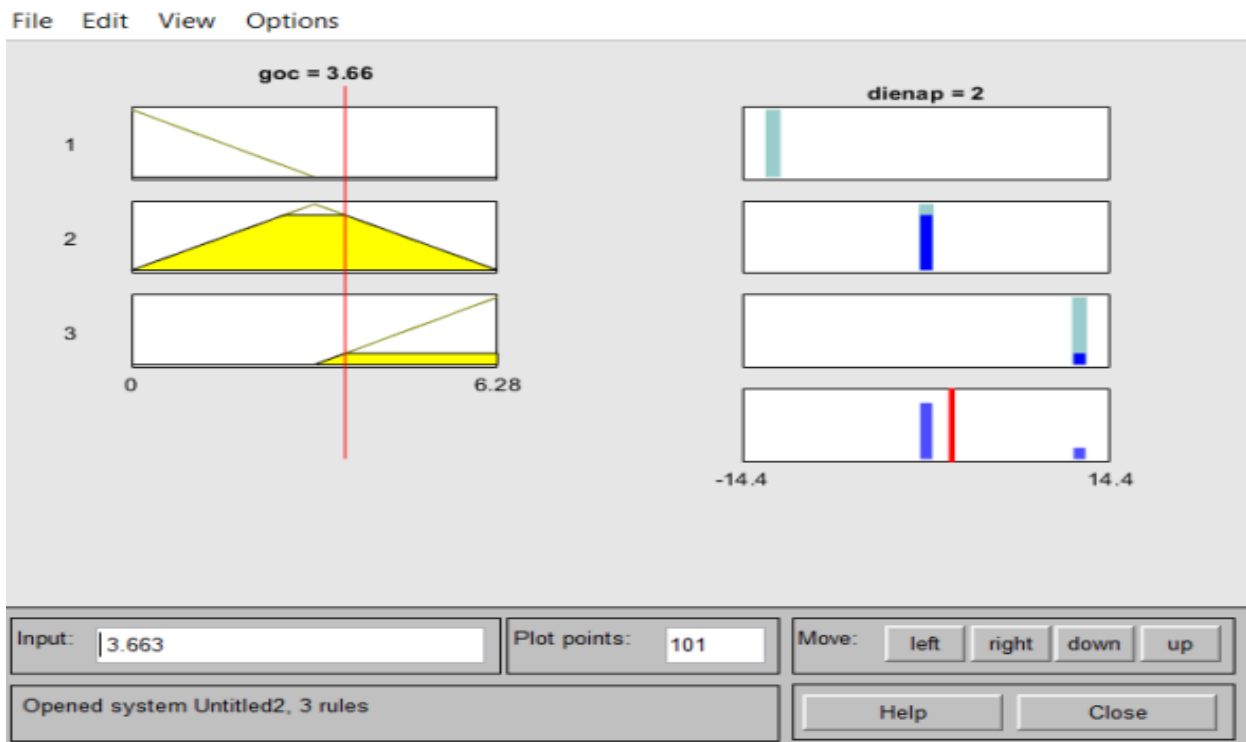 File Edit View Options
goc = 3.66
dienap = 2
1
2
3
0 6.28
-14.4 14.4
Input: 3.663 Plot points: 101 Move: left right down up
Opened system Untitled2, 3 rules Help Close